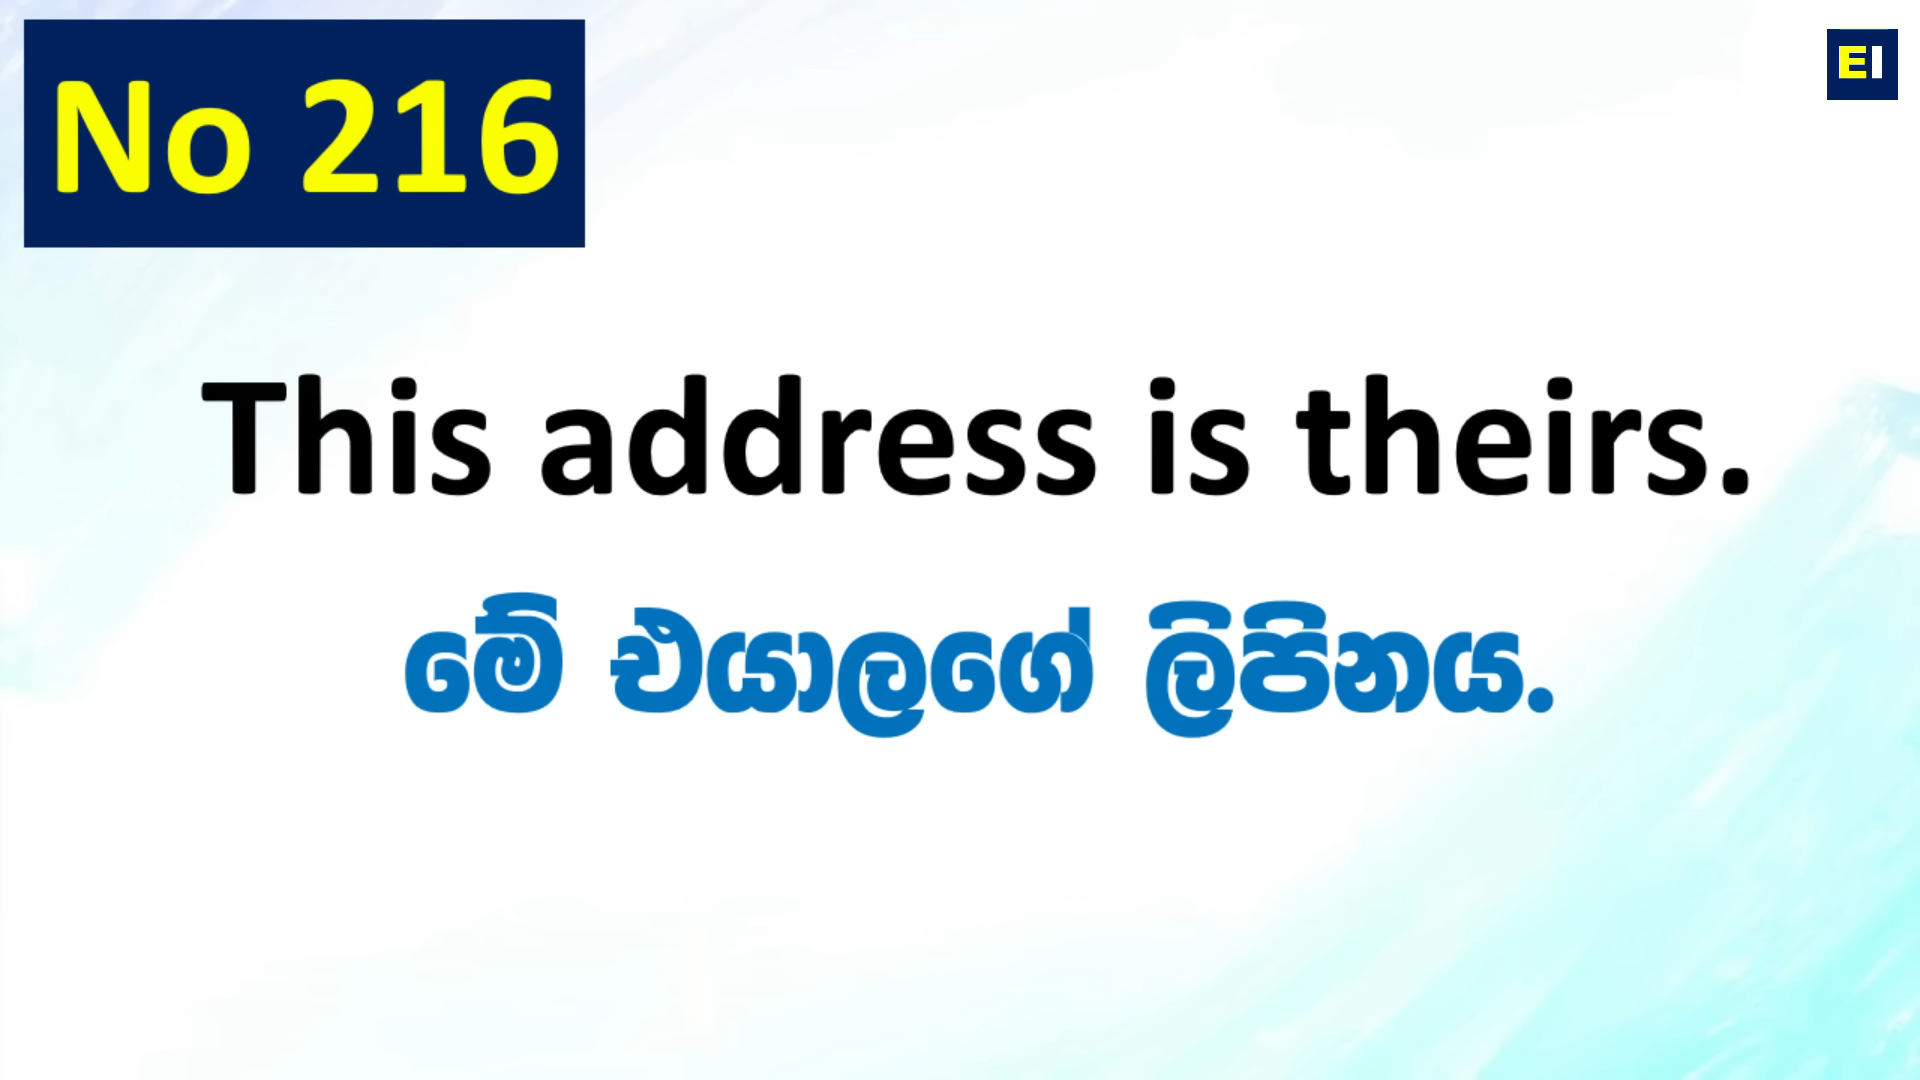 No 216
EI
This address is theirs.
මේ එයාලගේ ලිපිනය.